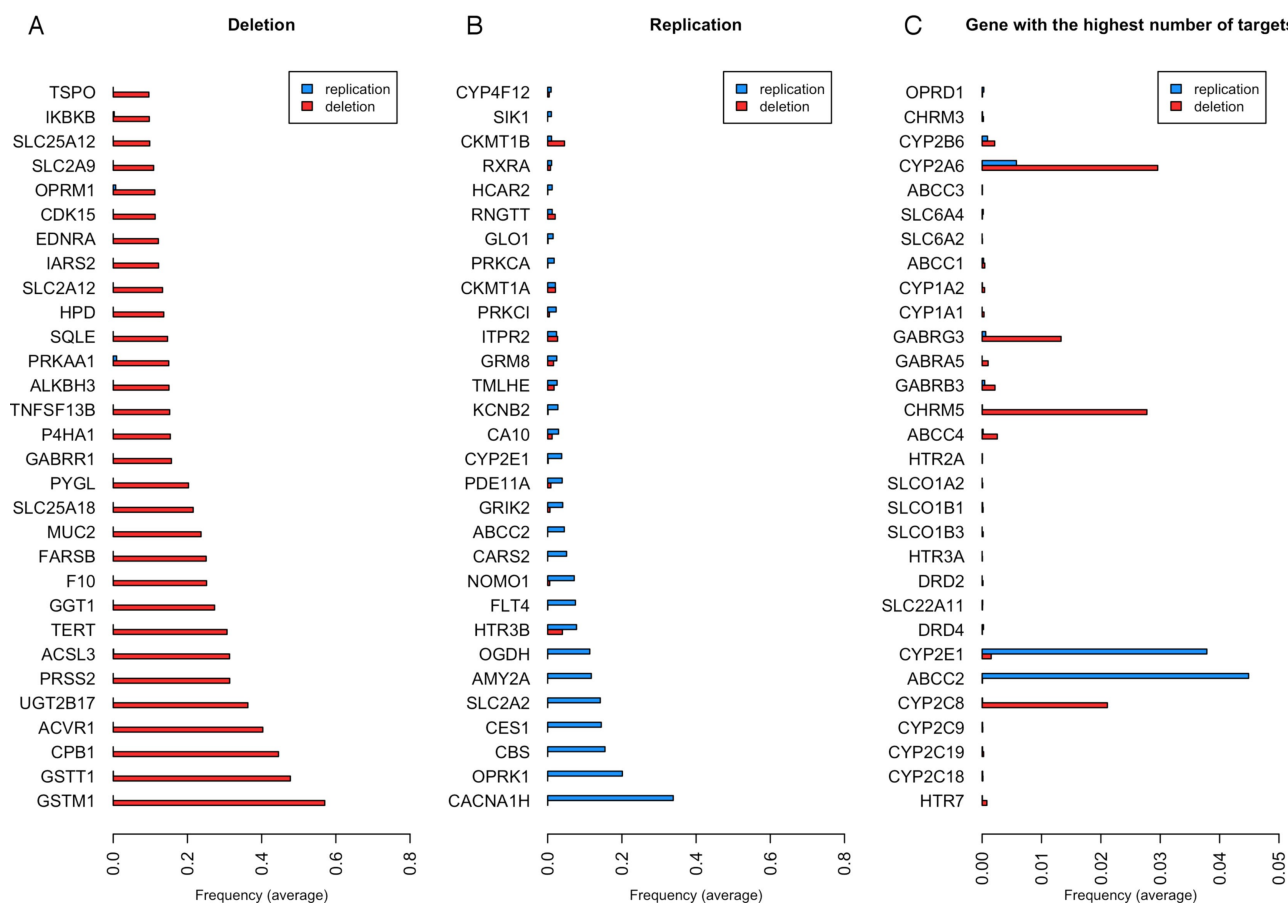 A
Deletion
replication
deletion
TSPO
IKBKB
SLC25A12
SLC2A9
OPRM1
CDK15
EDNRA
IARS2
SLC2A12
HPD
SQLE
PRKAA1
ALKBH3
TNFSF13B
P4HA1
GABRR1
PYGL
SLC25A18
MUC2
FARSB
F10
GGT1
TERT
ACSL3
PRSS2
UGT2B17
ACVR1
CPB1
GSTT1
GSTM1
0.0
0.2
0.4
0.6
0.8
Frequency (average)
B
Replication
replication
deletion
CYP4F12
SIK1
CKMT1B
RXRA
HCAR2
RNGTT
GLO1
PRKCA
CKMT1A
PRKCI
ITPR2
GRM8
TMLHE
KCNB2
CA10
CYP2E1
PDE11A
GRIK2
ABCC2
CARS2
NOMO1
FLT4
HTR3B
OGDH
AMY2A
SLC2A2
CES1
CBS
OPRK1
CACNA1H
0.0
0.2
0.4
0.6
0.8
Frequency (average)
C
Gene with the highest number of targets
replication
deletion
OPRD1
CHRM3
CYP2B6
CYP2A6
ABCC3
SLC6A4
SLC6A2
ABCC1
CYP1A2
CYP1A1
GABRG3
GABRA5
GABRB3
CHRM5
ABCC4
HTR2A
SLCO1A2
SLCO1B1
SLCO1B3
HTR3A
DRD2
SLC22A11
DRD4
CYP2E1
ABCC2
CYP2C8
CYP2C9
CYP2C19
CYP2C18
HTR7
0.00
0.01
0.02
0.03
0.04
0.05
Frequency (average)